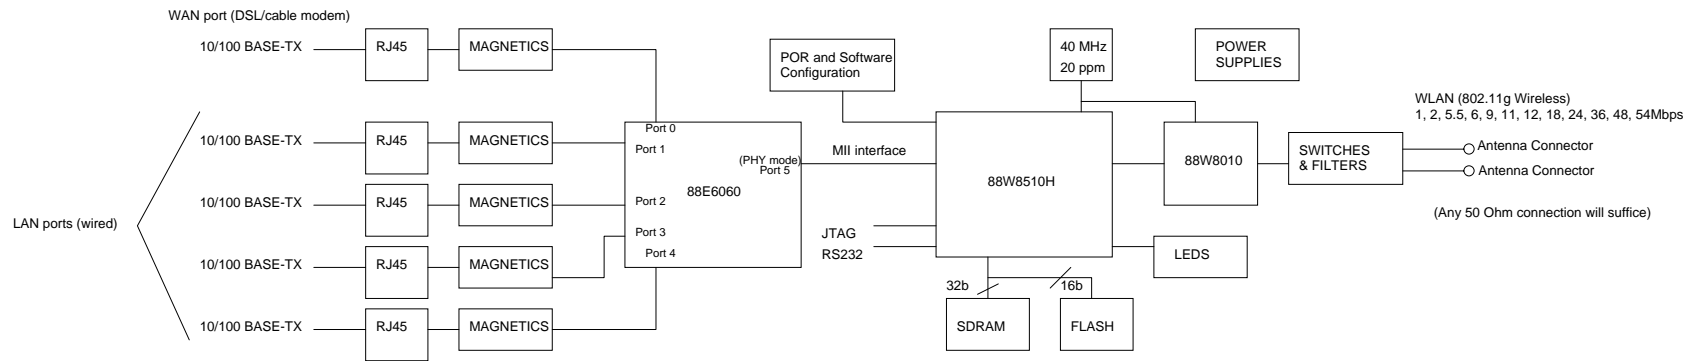 WAN port (DSL/cable modem)
10/100 BASE-TX
RJ45
MAGNETICS
10/100 BASE-TX
RJ45
MAGNETICS
10/100 BASE-TX
RJ45
MAGNETICS
10/100 BASE-TX
RJ45
MAGNETICS
10/100 BASE-TX
RJ45
MAGNETICS
LAN ports (wired)
Port 0
Port 1
Port 2
Port 3
Port 4
(PHY mode)
Port 5
88E6060
MII interface
POR and Software
Configuration
40 MHz
20 ppm
POWER
SUPPLIES
88W8510H
JTAG
RS232
32b
16b
SDRAM
FLASH
LEDS
88W8010
SWITCHES
& FILTERS
WLAN (802.11g Wireless)
1, 2, 5.5, 6, 9, 11, 12, 18, 24, 36, 48, 54Mbps
Antenna Connector
Antenna Connector
(Any 50 Ohm connection will suffice)